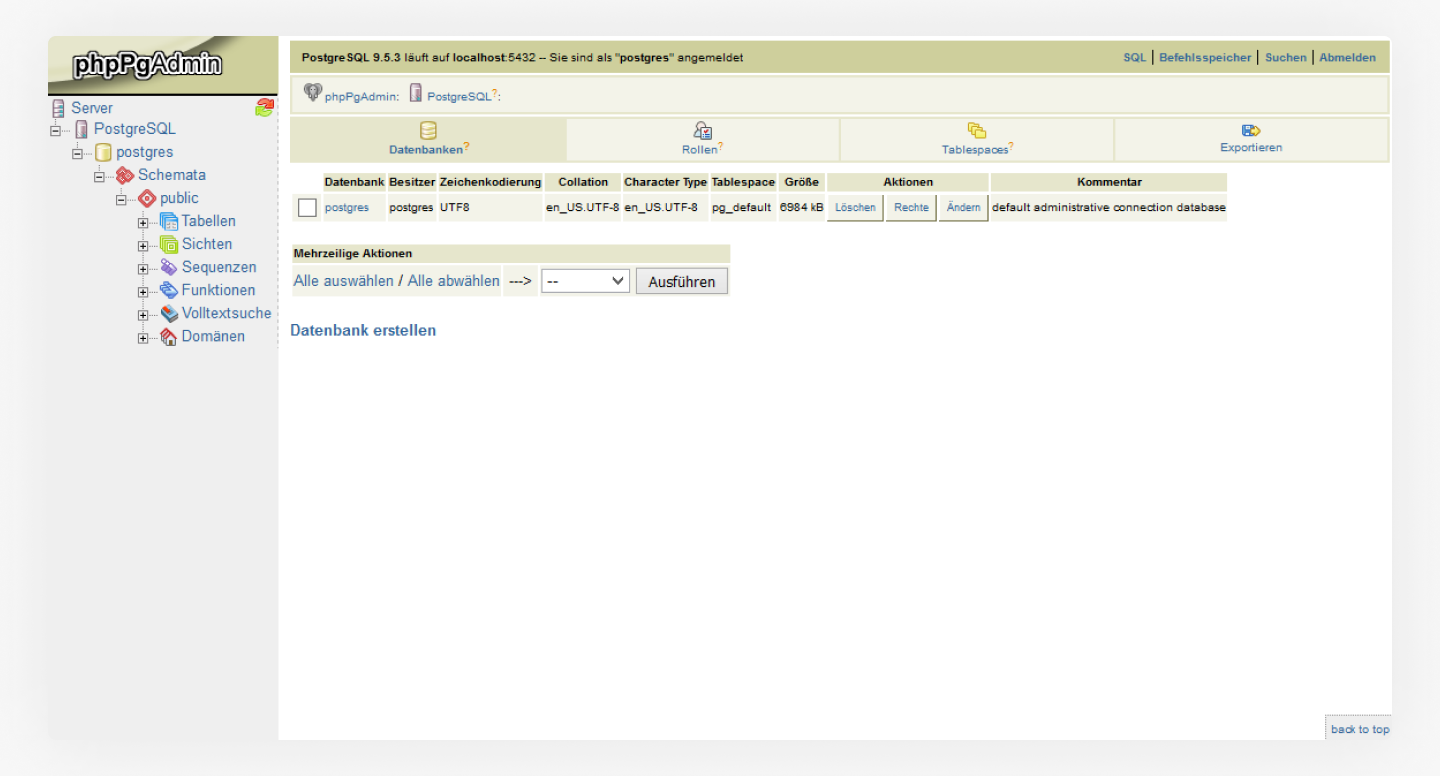 phpPgAdmin
Server
PostgreSQL
postgres
Schemata
public
Tabellen
Sichten
Sequenzen
Funktionen
Volltextsuche
Domänen
PostgreSQL 9.5.3 läuft auf localhost:5432 -- Sie sind als "postgres" angemeldet
SQL | Befehlsspeicher | Suchen | Abmelden
phpPgAdmin: PostgreSQL?:
Datenbanken? Rollen? Tablespaces? Exportieren
Datenbank Besitzer Zeichenkodierung Collation Character Type Tablespace Größe Aktionen Kommentar
postgres postgres UTF8 en_US.UTF-8 en_US.UTF-8 pg_default 6984 kB Löschen Rechte Ändern default administrative connection database
Mehrzeilige Aktionen
Alle auswählen / Alle abwählen ---> -- Ausführen
Datenbank erstellen
back to top